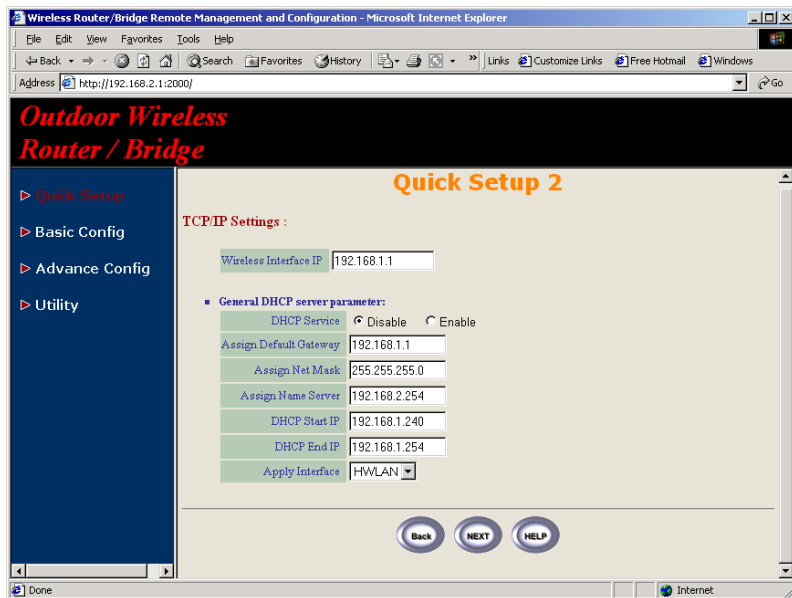 Wireless Router/Bridge Remote Management and Configuration - Microsoft Internet Explorer
File Edit View Favorites Tools Help
Back Search Favorites History » Links Customize Links Free Hotmail Windows
Address http://192.168.2.1:2000/ Go
Outdoor Wireless
Router / Bridge
Quick Setup
Basic Config
Advance Config
Utility
Quick Setup 2
TCP/IP Settings :
Wireless Interface IP 192.168.1.1
General DHCP server parameter:
DHCP Service Disable Enable
Assign Default Gateway 192.168.1.1
Assign Net Mask 255.255.255.0
Assign Name Server 192.168.2.254
DHCP Start IP 192.168.1.240
DHCP End IP 192.168.1.254
Apply Interface HWLAN
Back NEXT HELP
Done Internet